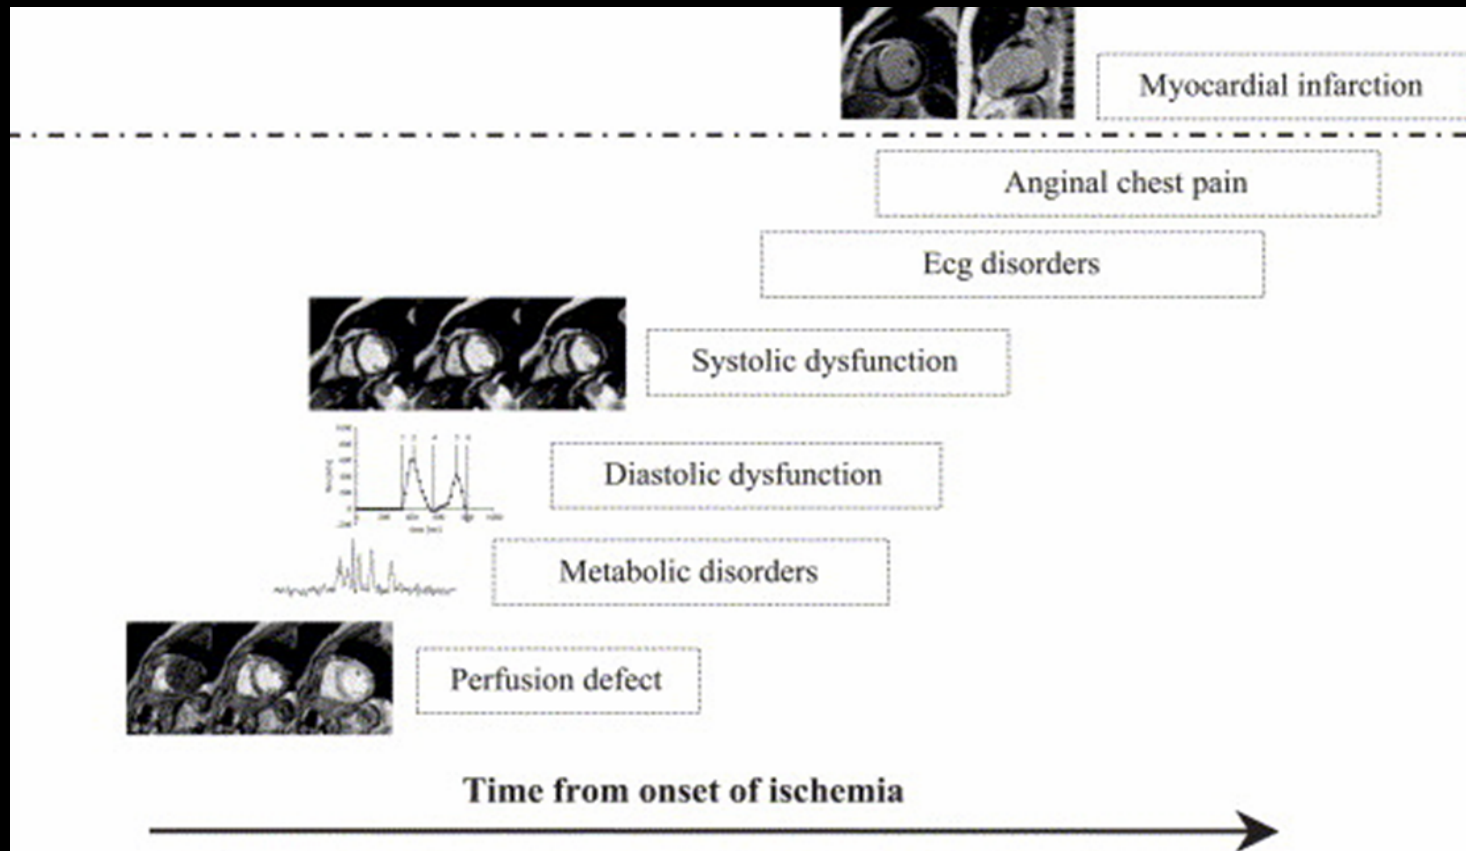 Myocardial infarction
Anginal chest pain
Ecg disorders
Systolic dysfunction
Diastolic dysfunction
Metabolic disorders
Perfusion defect
Time from onset of ischemia